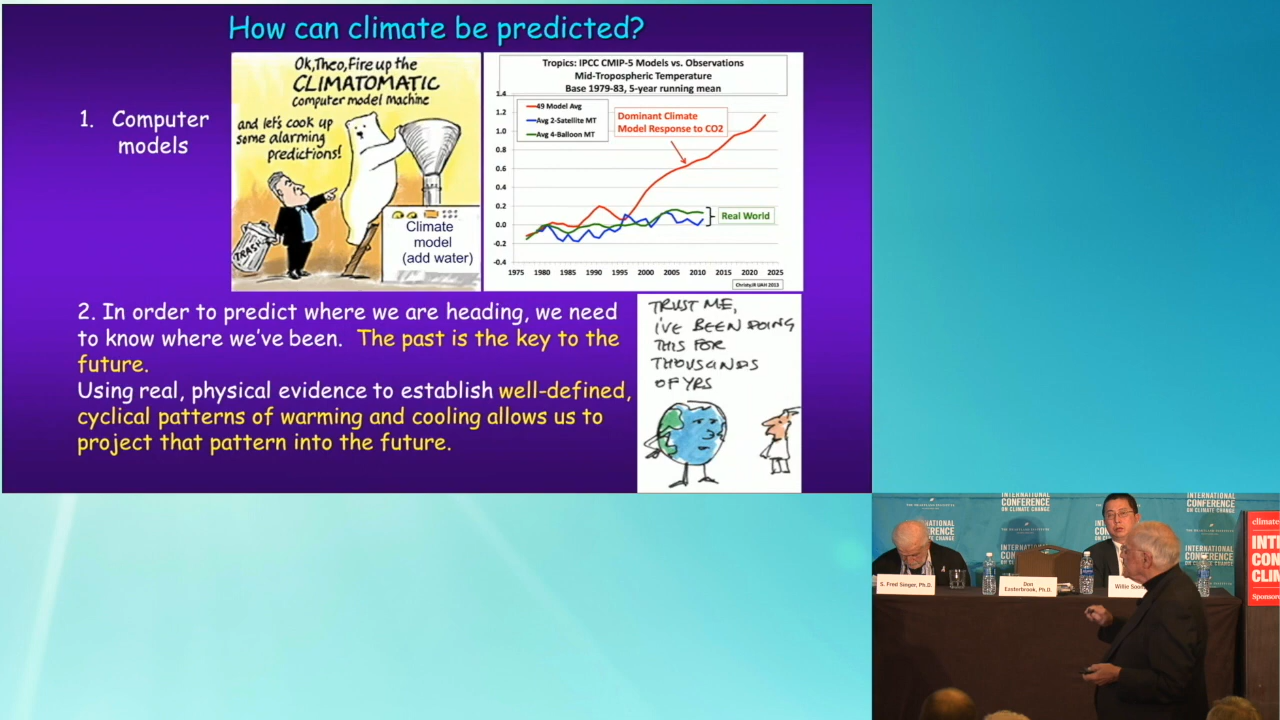 How can climate be predicted?
1. Computer
models
Ok, Theo, Fire up the
CLIMATOMATIC
computer model machine
and let's cook up
some alarming
predictions!
TRASH
Climate
model
(add water)
Tropics: IPCC CMIP-5 Models vs. Observations
Mid-Tropospheric Temperature
Base 1979-83, 5-year running mean
1.4
1.2
1.0
0.8
0.6
0.4
0.2
0.0
-0.2
-0.4
49 Model Avg
Avg 2-Satellite MT
Avg 4-Balloon MT
Dominant Climate
Model Response to CO2
Real World
1975 1980 1985 1990 1995 2000 2005 2010 2015 2020 2025
ChristyJR UAH 2013
2. In order to predict where we are heading, we need
to know where we've been. The past is the key to the
future.
Using real, physical evidence to establish well-defined,
cyclical patterns of warming and cooling allows us to
project that pattern into the future.
TRUST ME,
I'VE BEEN DOING
THIS FOR
THOUSANDS
OF YRS
INTERNATIONAL
CONFERENCE
ON CLIMATE CHANGE
S. Fred Singer, Ph.D.
Don
Easterbrook, Ph.D.
Willie Soon
climate
INT
CON
CLIM
Sponsor